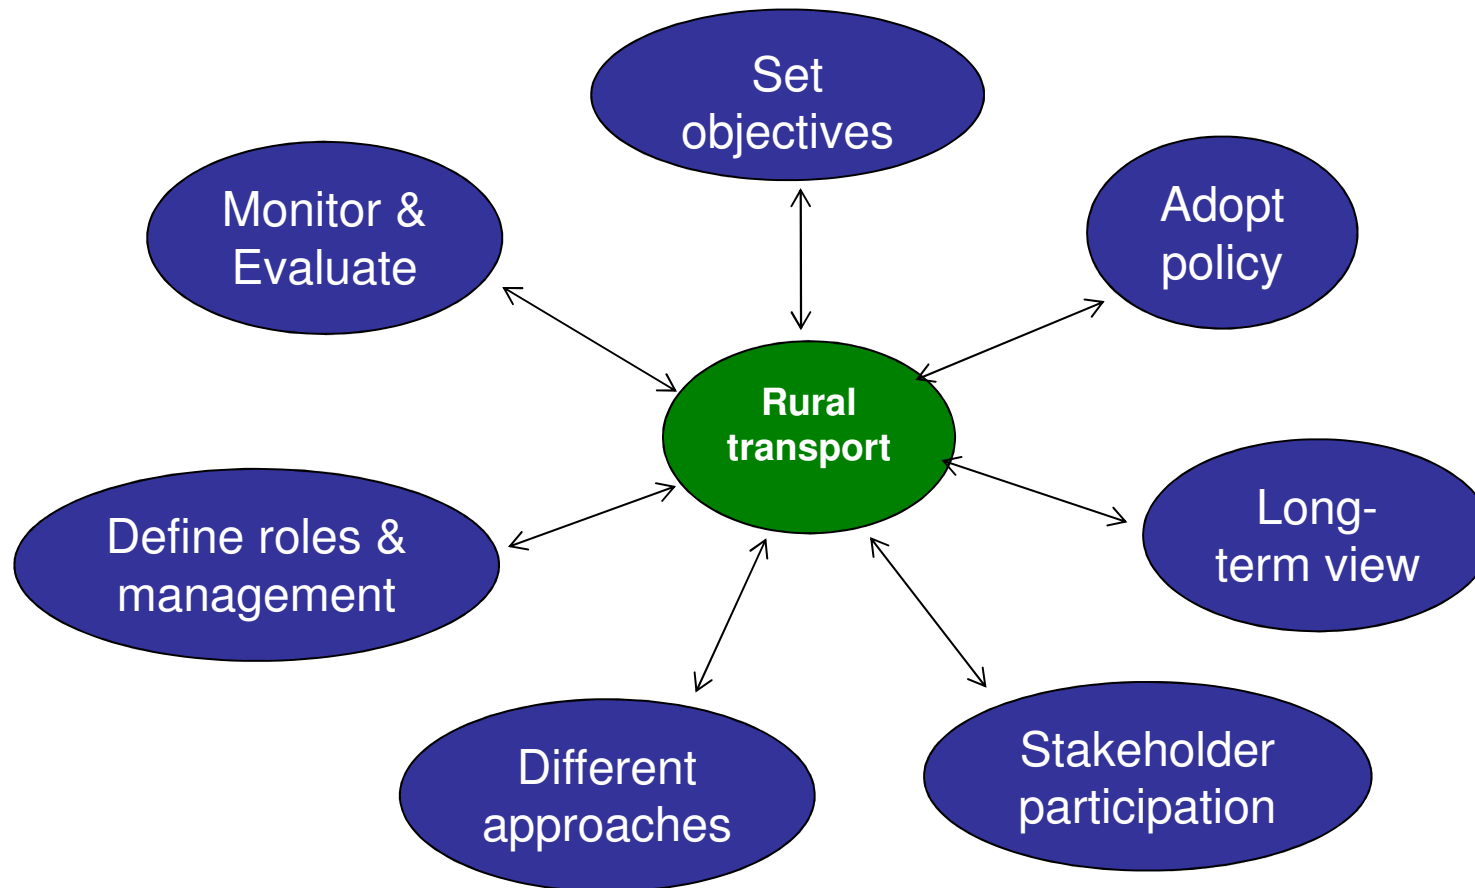 Set
objectives
Monitor &
Evaluate
Adopt
policy
Rural
transport
Define roles &
management
Long-
term view
Different
approaches
Stakeholder
participation